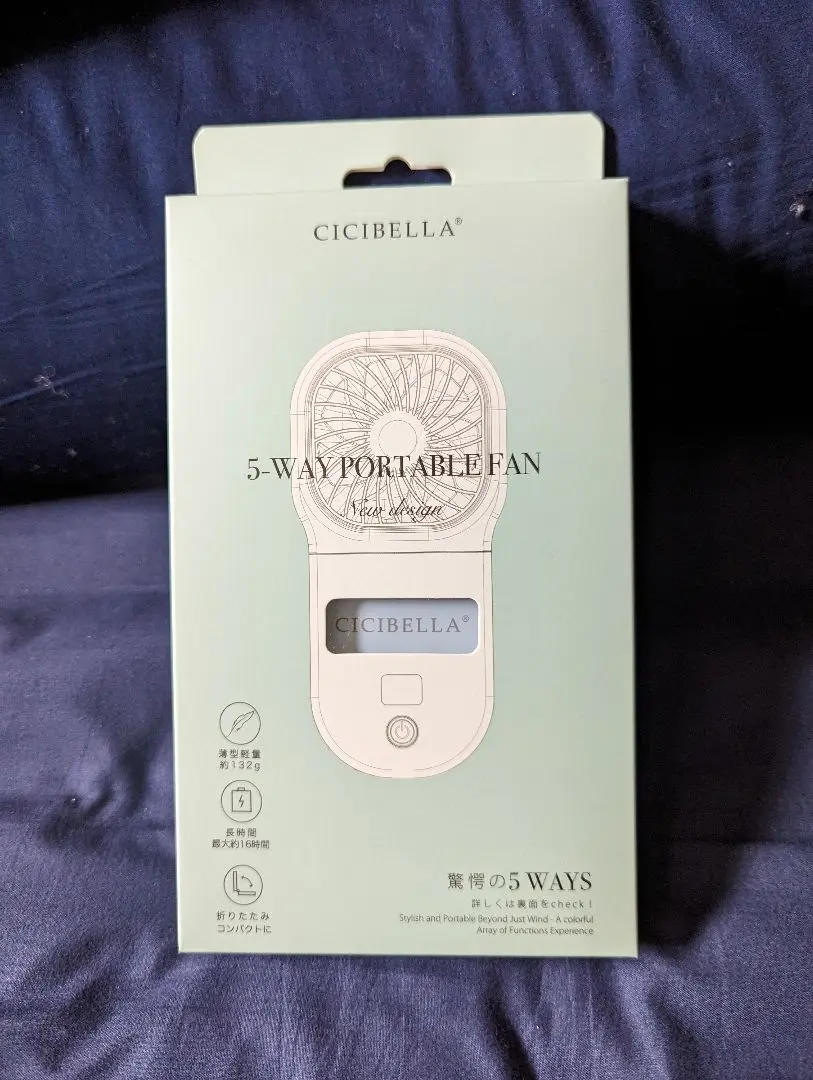 CICIBELLA®
5-WAY PORTABLE FAN
New design
CICIBELLA®
薄型軽量
約132g
長時間
最大約16時間
折りたたみ
コンパクトに
驚愕の5 WAYS
詳しくは裏面をcheck！
Stylish and Portable Beyond Just Wind - A colorful
Array of Functions Experience